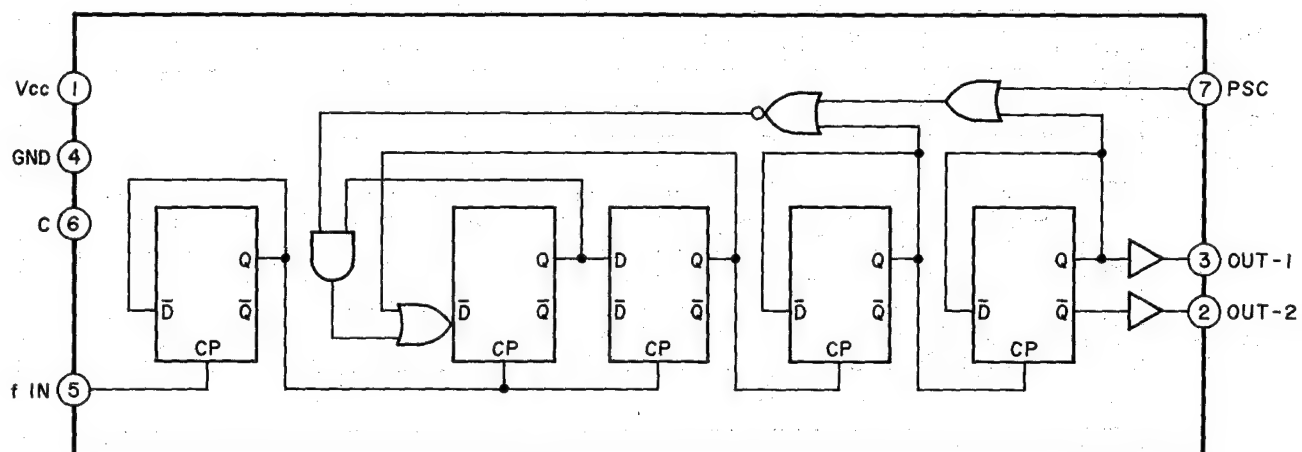 Vcc 1
7 PSC
GND 4
C 6
Q
Q
D
Q
Q
Q
3 OUT-1
D̅
Q̅
D̅
Q̅
D̅
Q̅
D̅
Q̅
D̅
Q̅
2 OUT-2
CP
CP
CP
CP
CP
f IN 5